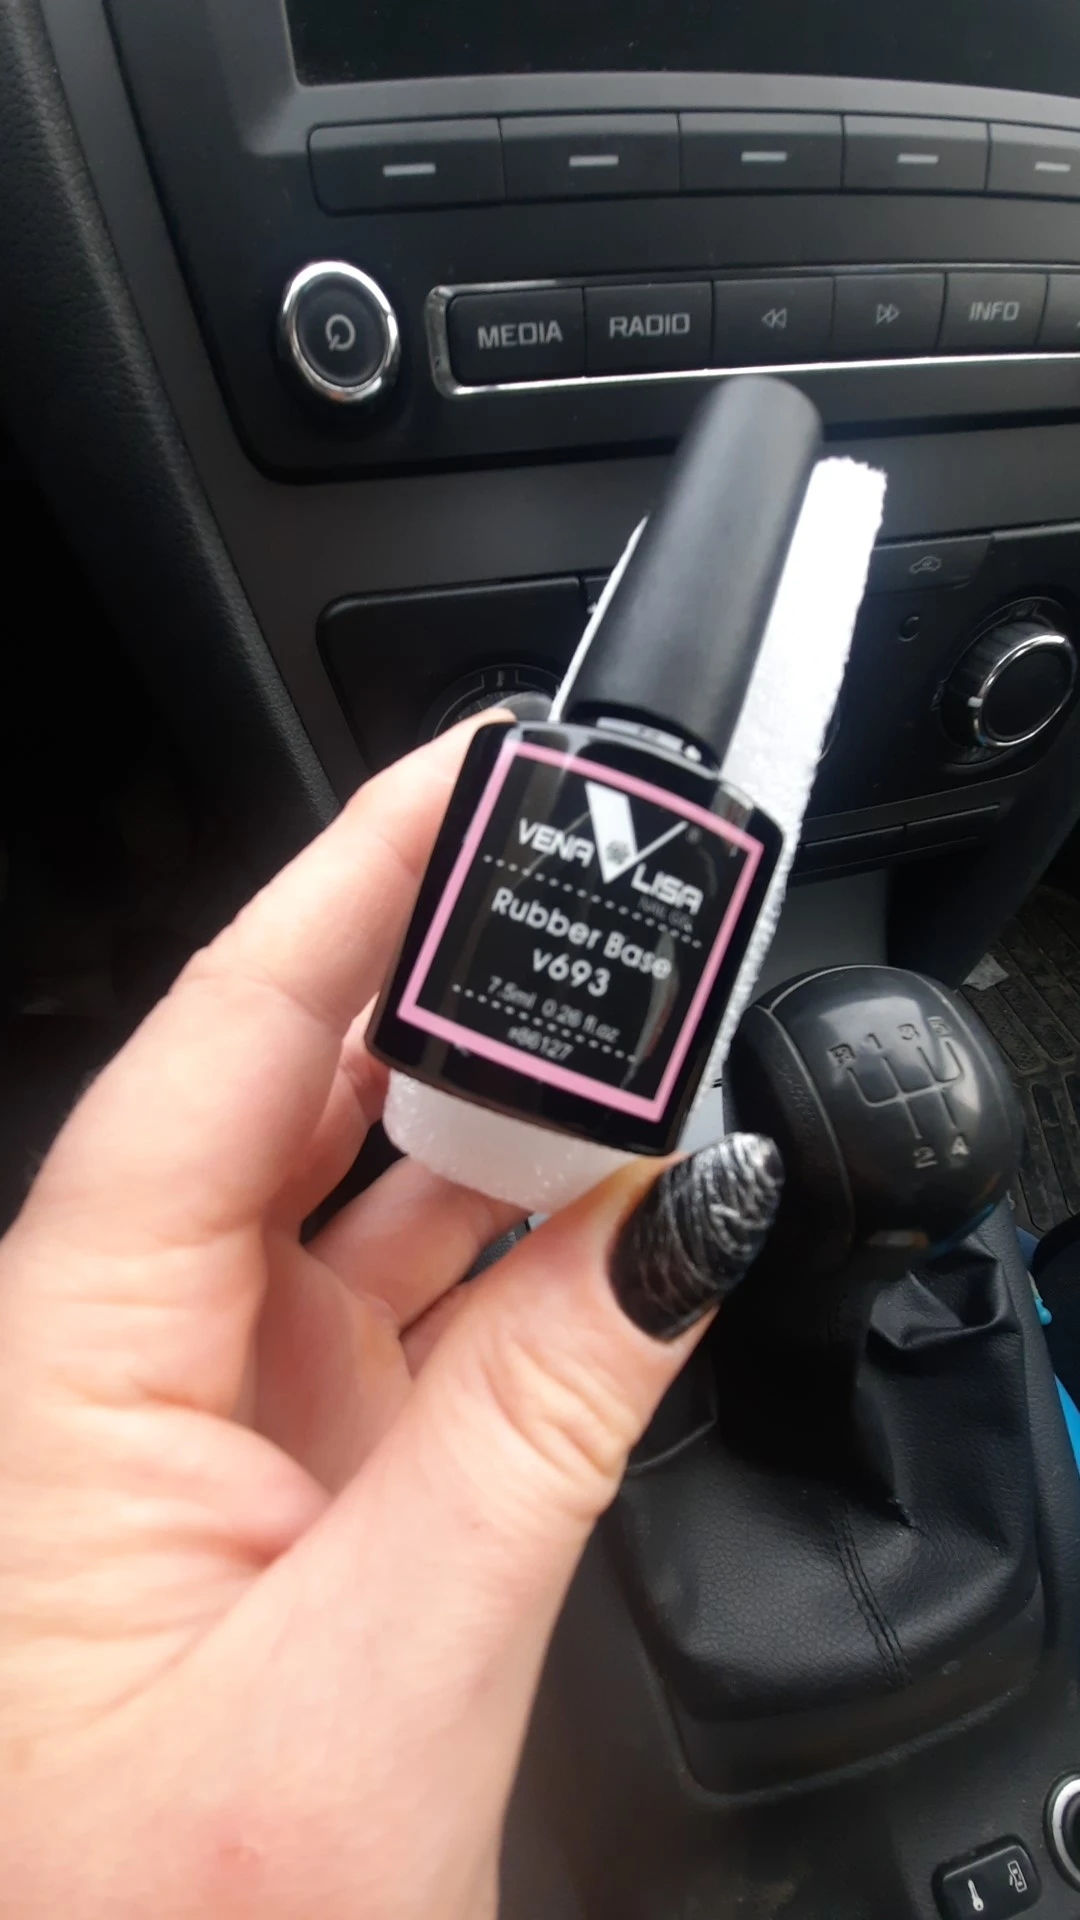 MEDIA RADIO INFO
VENA LISA
Rubber Base
v693
7.5ml 0.26 fl.oz
R 1 3 5
2 4